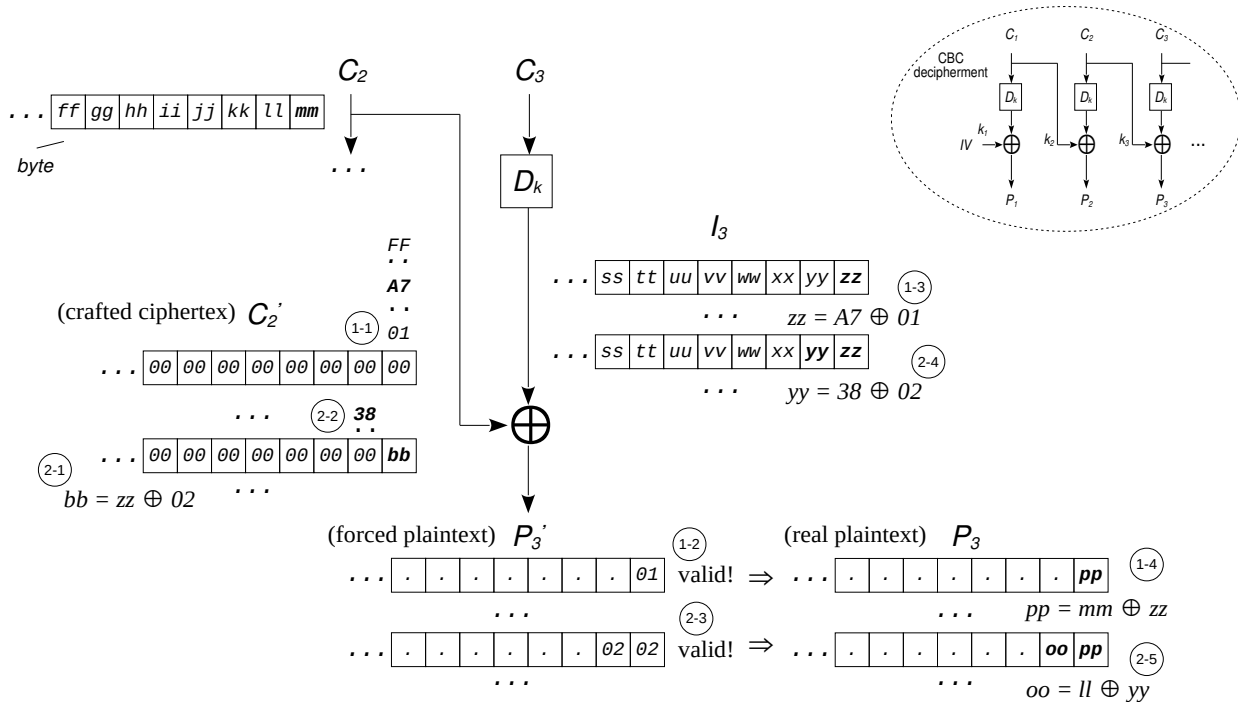 C₁ C₂ C₃
CBC
decipherment
Dₖ Dₖ Dₖ
IV k₁ ⊕ k₂ ⊕ k₃ ⊕ ...
P₁ P₂ P₃
C₂ C₃
... ff gg hh ii jj kk ll mm
byte
...
Dₖ
I₃
... ss tt uu vv ww xx yy zz
1-3
... zz = A7 ⊕ 01
... ss tt uu vv ww xx yy zz
2-4
... yy = 38 ⊕ 02
FF
..
A7
..
(crafted ciphertex) C₂'
1-1 01
... 00 00 00 00 00 00 00 00
... 2-2 38
..
... 00 00 00 00 00 00 00 bb
2-1 ...
bb = zz ⊕ 02
⊕
(forced plaintext) P₃'
1-2
... . . . . . . . 01 valid! ⇒
...
2-3
... . . . . . . 02 02 valid! ⇒
...
(real plaintext) P₃
... . . . . . . . pp 1-4
... pp = mm ⊕ zz
... . . . . . . oo pp 2-5
... oo = ll ⊕ yy